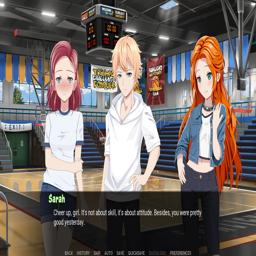 Sarah
Cheer up, girl. It's not about skill, it's about attitude. Besides, you were pretty
good yesterday.
BACK HISTORY SKIP AUTO SAVE QUICKSAVE PREFERENCES